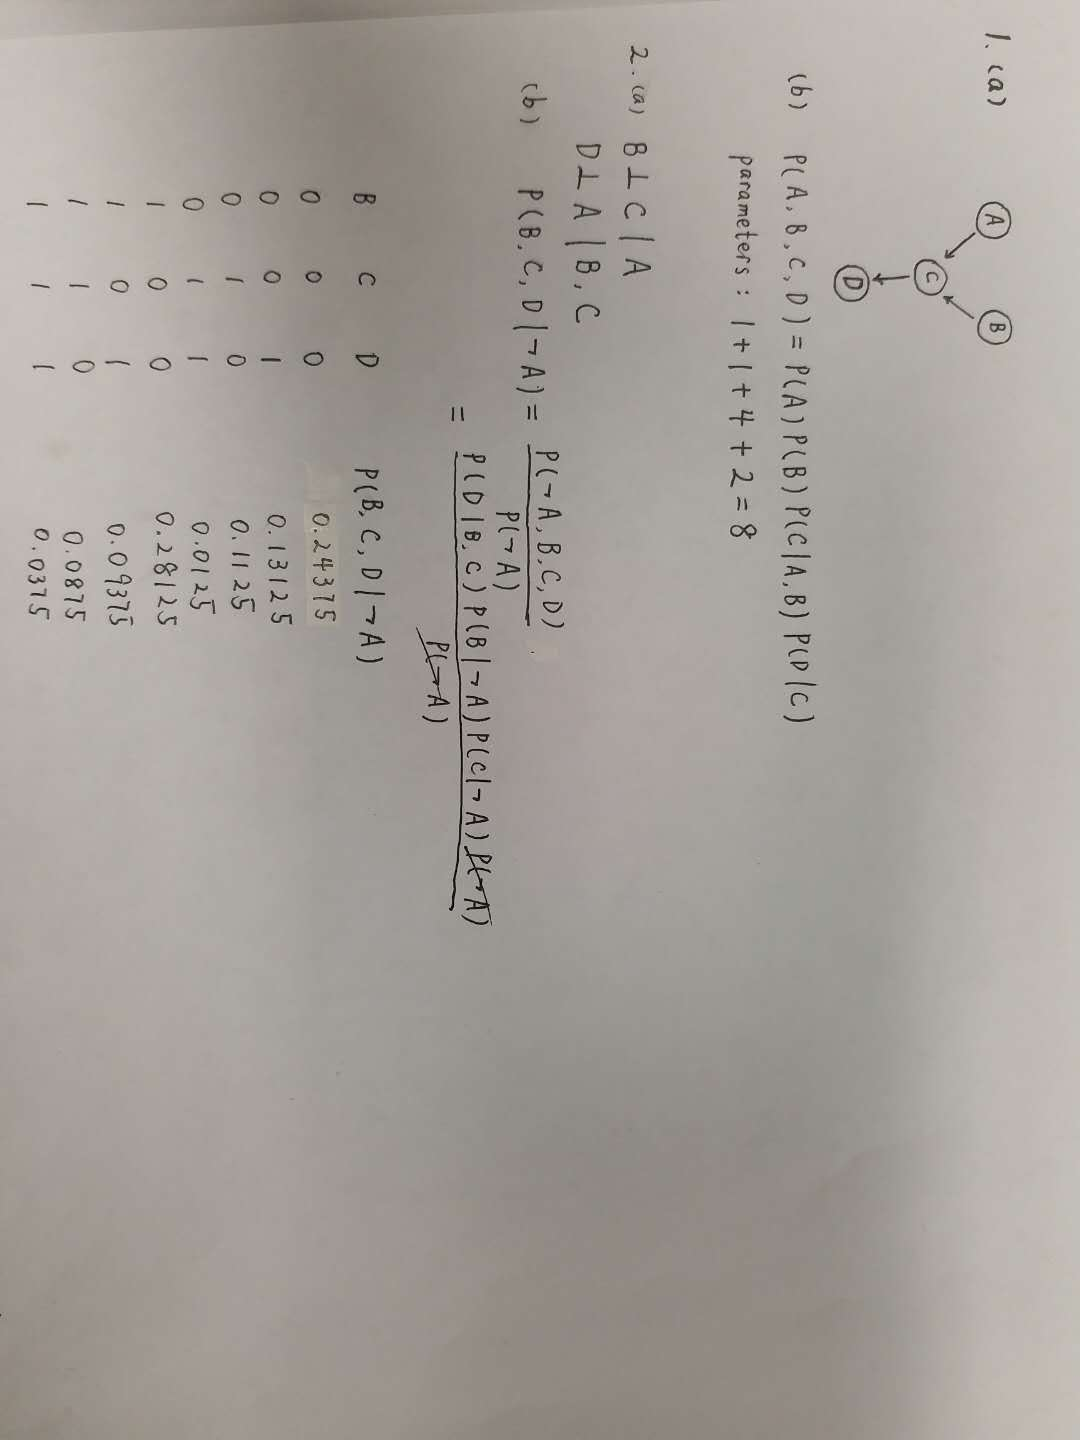 1. (a)
A B
C
D
(b) P(A, B, C, D) = P(A) P(B) P(C|A, B) P(D|C)
parameters : 1 + 1 + 4 + 2 = 8
2. (a) B ⊥ C | A
D ⊥ A | B, C
(b) P(B, C, D | ¬A) = P(¬A, B, C, D)
P(¬A)
= P(D|B, C) P(B|¬A) P(C|¬A) P(¬A)
P(¬A)
B C D P(B, C, D | ¬A)
0 0 0 0.24375
0 0 1 0.13125
0 1 0 0.1125
0 1 1 0.0125
1 0 0 0.28125
1 0 1 0.09375
1 1 0 0.0875
1 1 1 0.0375